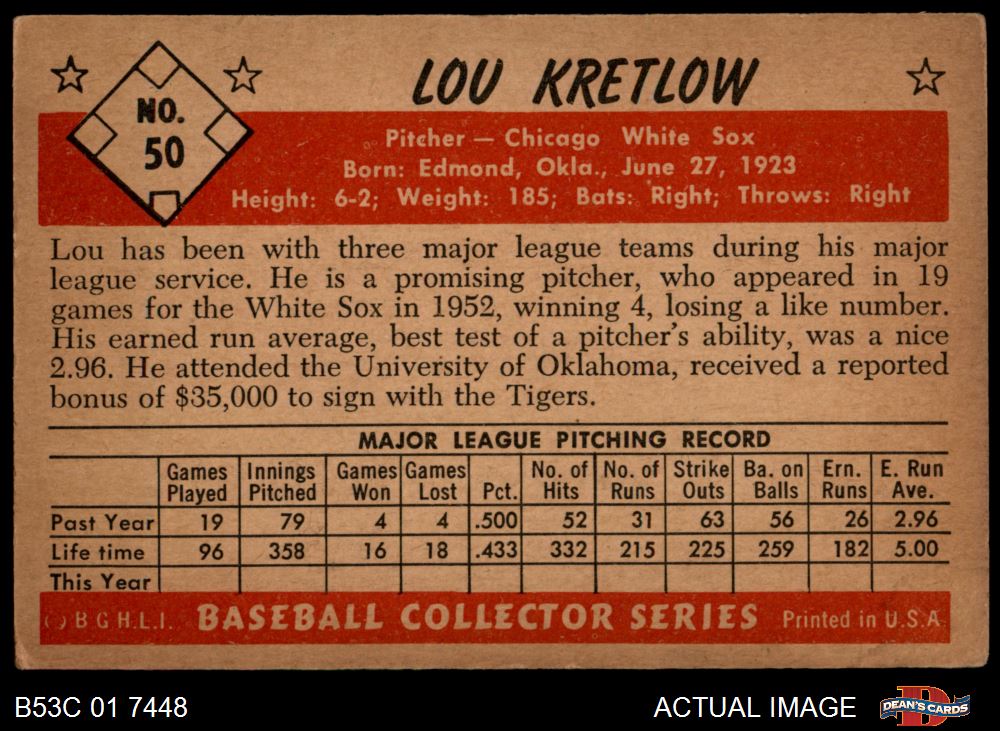 LOU KRETLOW
NO.
50
Pitcher — Chicago White Sox
Born: Edmond, Okla., June 27, 1923
Height: 6-2; Weight: 185; Bats: Right; Throws: Right
Lou has been with three major league teams during his major
league service. He is a promising pitcher, who appeared in 19
games for the White Sox in 1952, winning 4, losing a like number.
His earned run average, best test of a pitcher's ability, was a nice
2.96. He attended the University of Oklahoma, received a reported
bonus of $35,000 to sign with the Tigers.
MAJOR LEAGUE PITCHING RECORD
Games Innings Games Games No. of No. of Strike Ba. on Ern. E. Run
Played Pitched Won Lost Pct. Hits Runs Outs Balls Runs Ave.
Past Year 19 79 4 4 .500 52 31 63 56 26 2.96
Life time 96 358 16 18 .433 332 215 225 259 182 5.00
This Year
B G H.L.I. BASEBALL COLLECTOR SERIES Printed in U.S.A.
B53C 01 7448 ACTUAL IMAGE DEAN'S CARDS